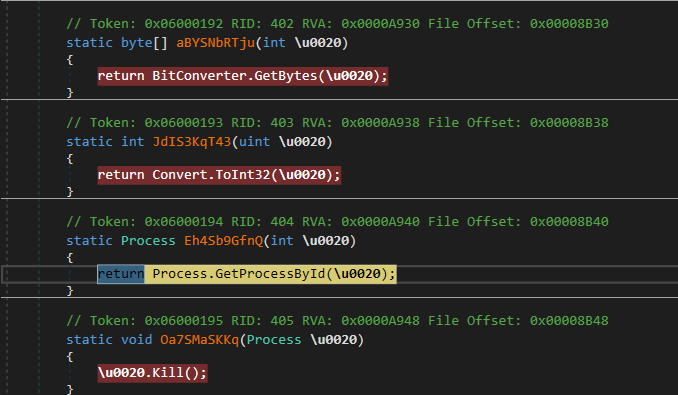 // Token: 0x06000192 RID: 402 RVA: 0x0000A930 File Offset: 0x00008B30
static byte[] aBYSNbRTju(int \u0020)
{
return BitConverter.GetBytes(\u0020);
}
// Token: 0x06000193 RID: 403 RVA: 0x0000A938 File Offset: 0x00008B38
static int JdIS3KqT43(uint \u0020)
{
return Convert.ToInt32(\u0020);
}
// Token: 0x06000194 RID: 404 RVA: 0x0000A940 File Offset: 0x00008B40
static Process Eh4Sb9GfnQ(int \u0020)
{
return Process.GetProcessById(\u0020);
}
// Token: 0x06000195 RID: 405 RVA: 0x0000A948 File Offset: 0x00008B48
static void Oa7SMaSKKq(Process \u0020)
{
\u0020.Kill();
}